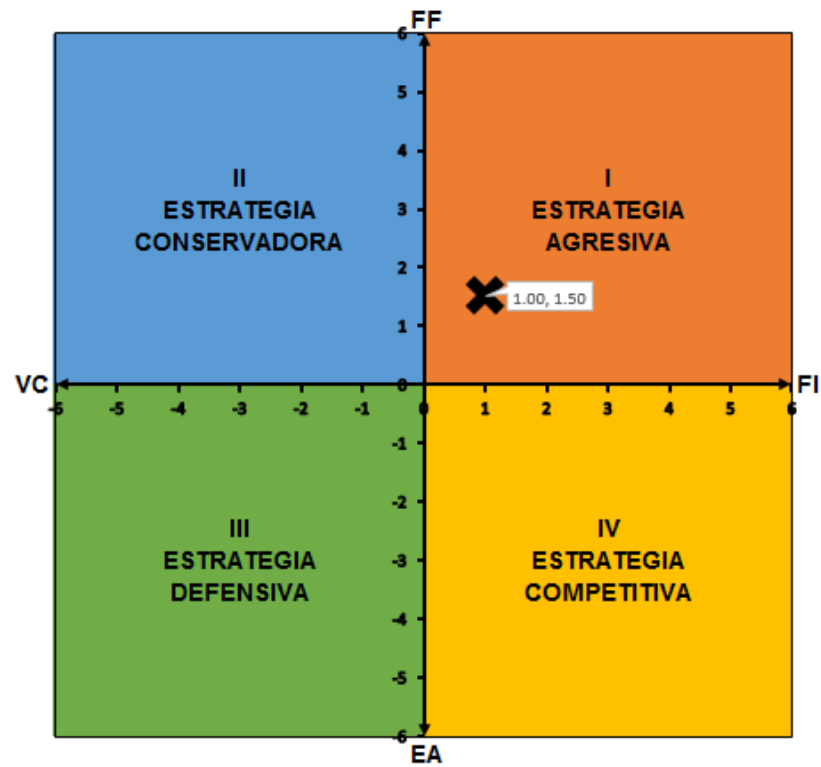 FF
6
5
4
3
2
1
0
II
ESTRATEGIA
CONSERVADORA
I
ESTRATEGIA
AGRESIVA
1.00, 1.50
VC
FI
-6 -5 -4 -3 -2 -1 0 1 2 3 4 5 6
-1
-2
-3
-4
-5
-6
III
ESTRATEGIA
DEFENSIVA
IV
ESTRATEGIA
COMPETITIVA
EA